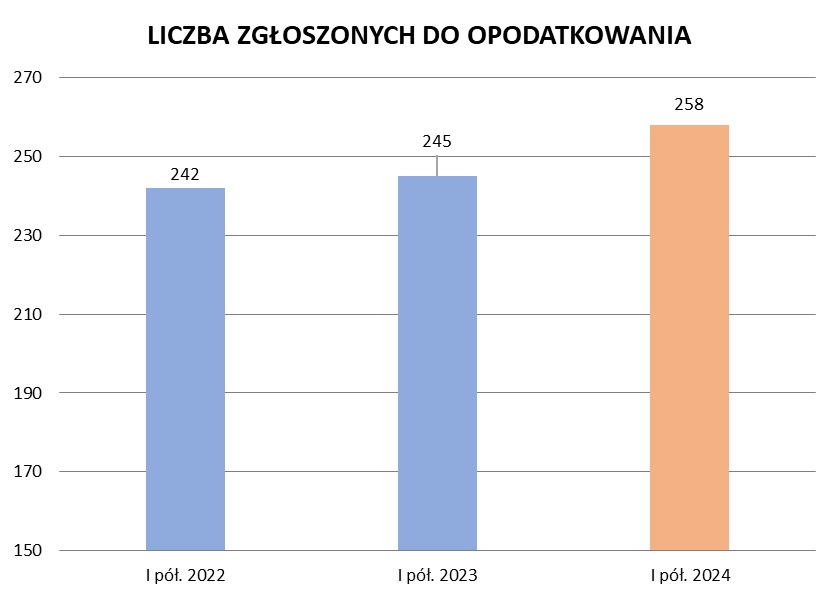 LICZBA ZGŁOSZONYCH DO OPODATKOWANIA
270
258
250
245
242
230
210
190
170
150
I pół. 2022
I pół. 2023
I pół. 2024